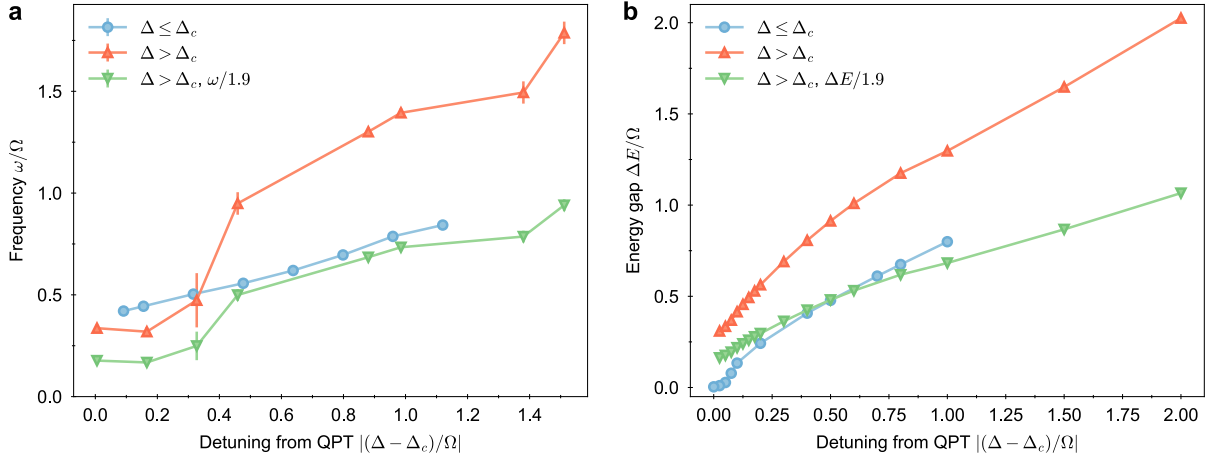 a
Δ ≤ Δ_c
Δ > Δ_c
Δ > Δ_c, ω/1.9
1.5
1.0
0.5
0.0
Frequency ω/Ω
0.0 0.2 0.4 0.6 0.8 1.0 1.2 1.4
Detuning from QPT |(Δ − Δ_c)/Ω|
b
Δ ≤ Δ_c
Δ > Δ_c
Δ > Δ_c, ΔE/1.9
2.0
1.5
1.0
0.5
0.0
Energy gap ΔE/Ω
0.00 0.25 0.50 0.75 1.00 1.25 1.50 1.75 2.00
Detuning from QPT |(Δ − Δ_c)/Ω|